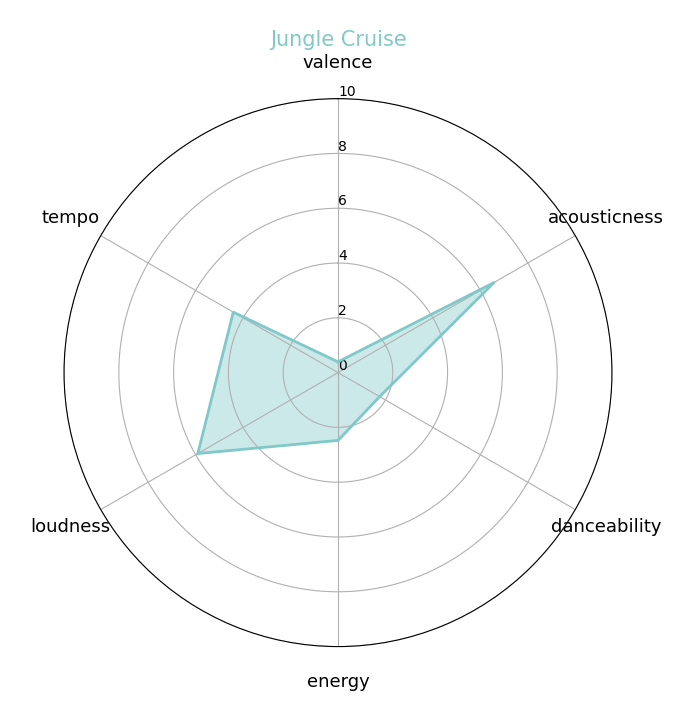 Jungle Cruise
valence
10
8
6
4
2
0
tempo
acousticness
loudness
danceability
energy